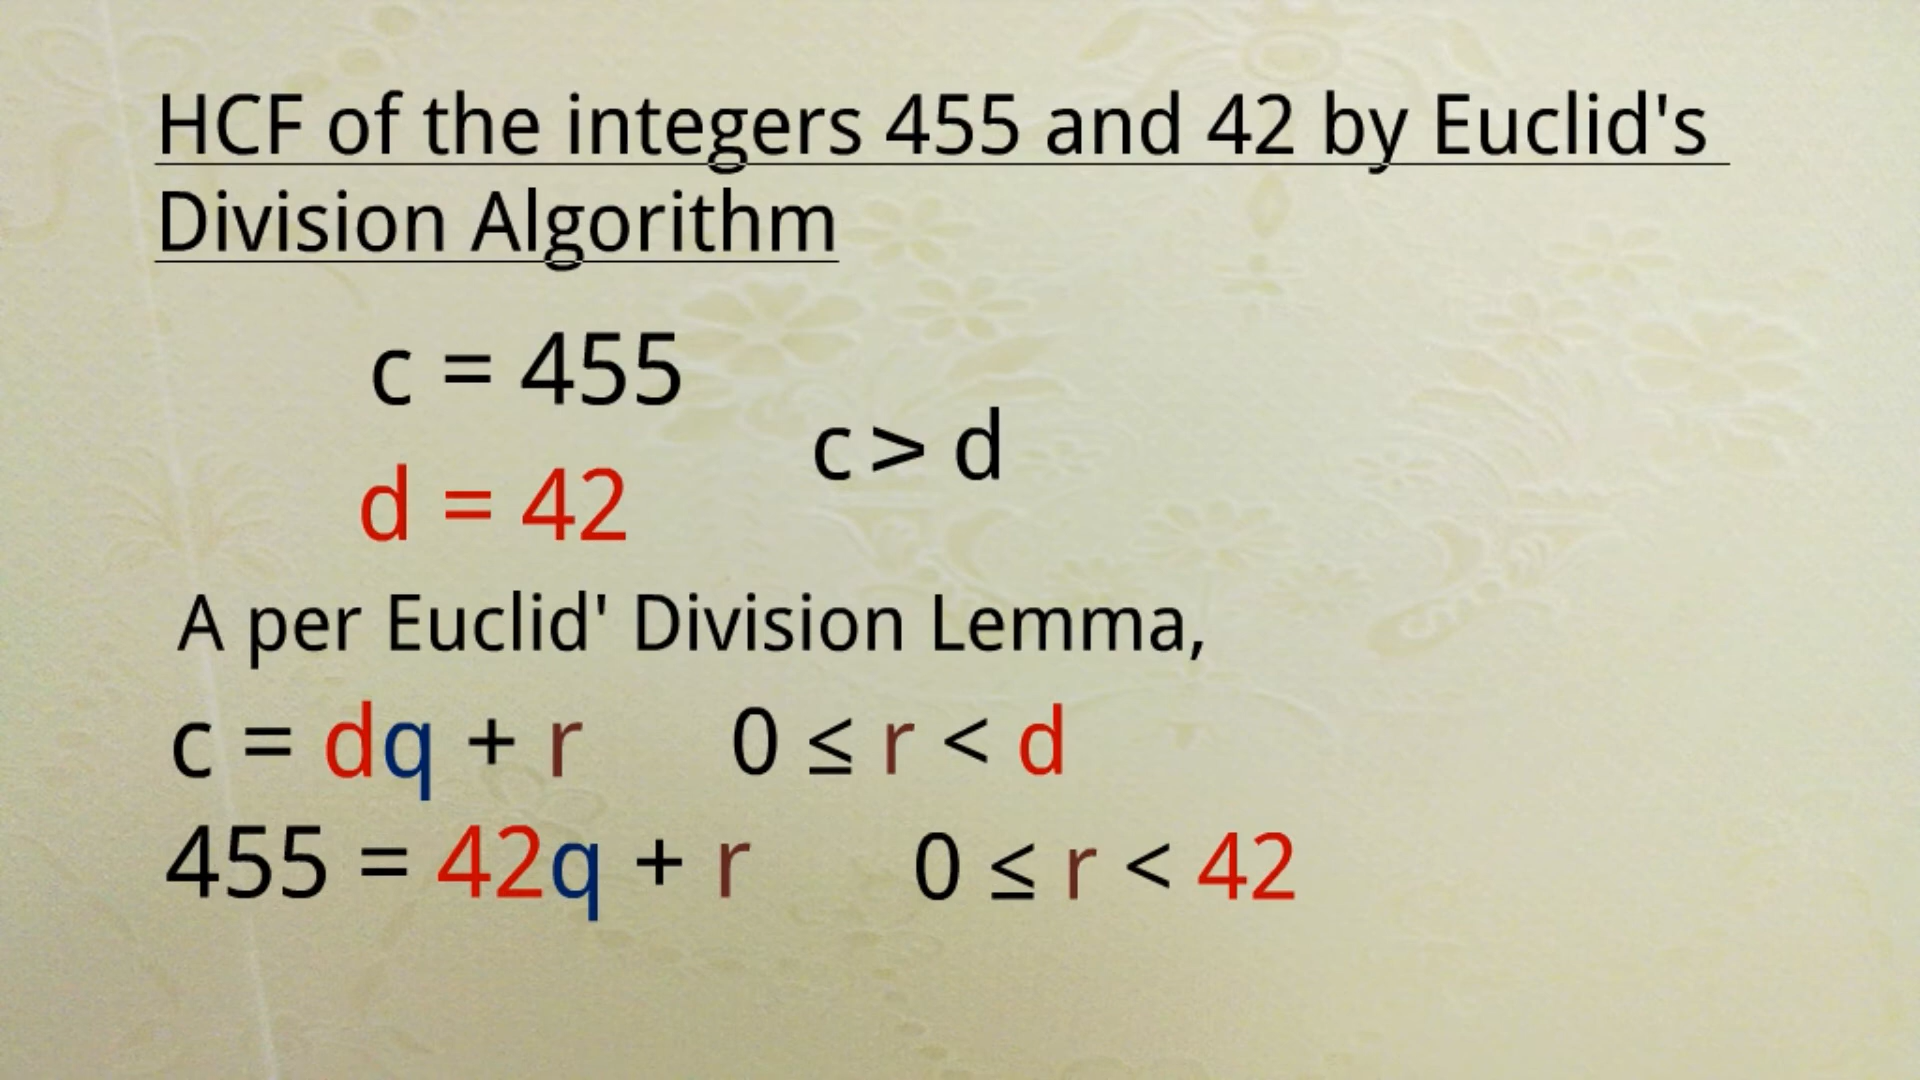 HCF of the integers 455 and 42 by Euclid's
Division Algorithm
c = 455
c > d
d = 42
A per Euclid' Division Lemma,
c = dq + r 0 ≤ r < d
455 = 42q + r 0 ≤ r < 42